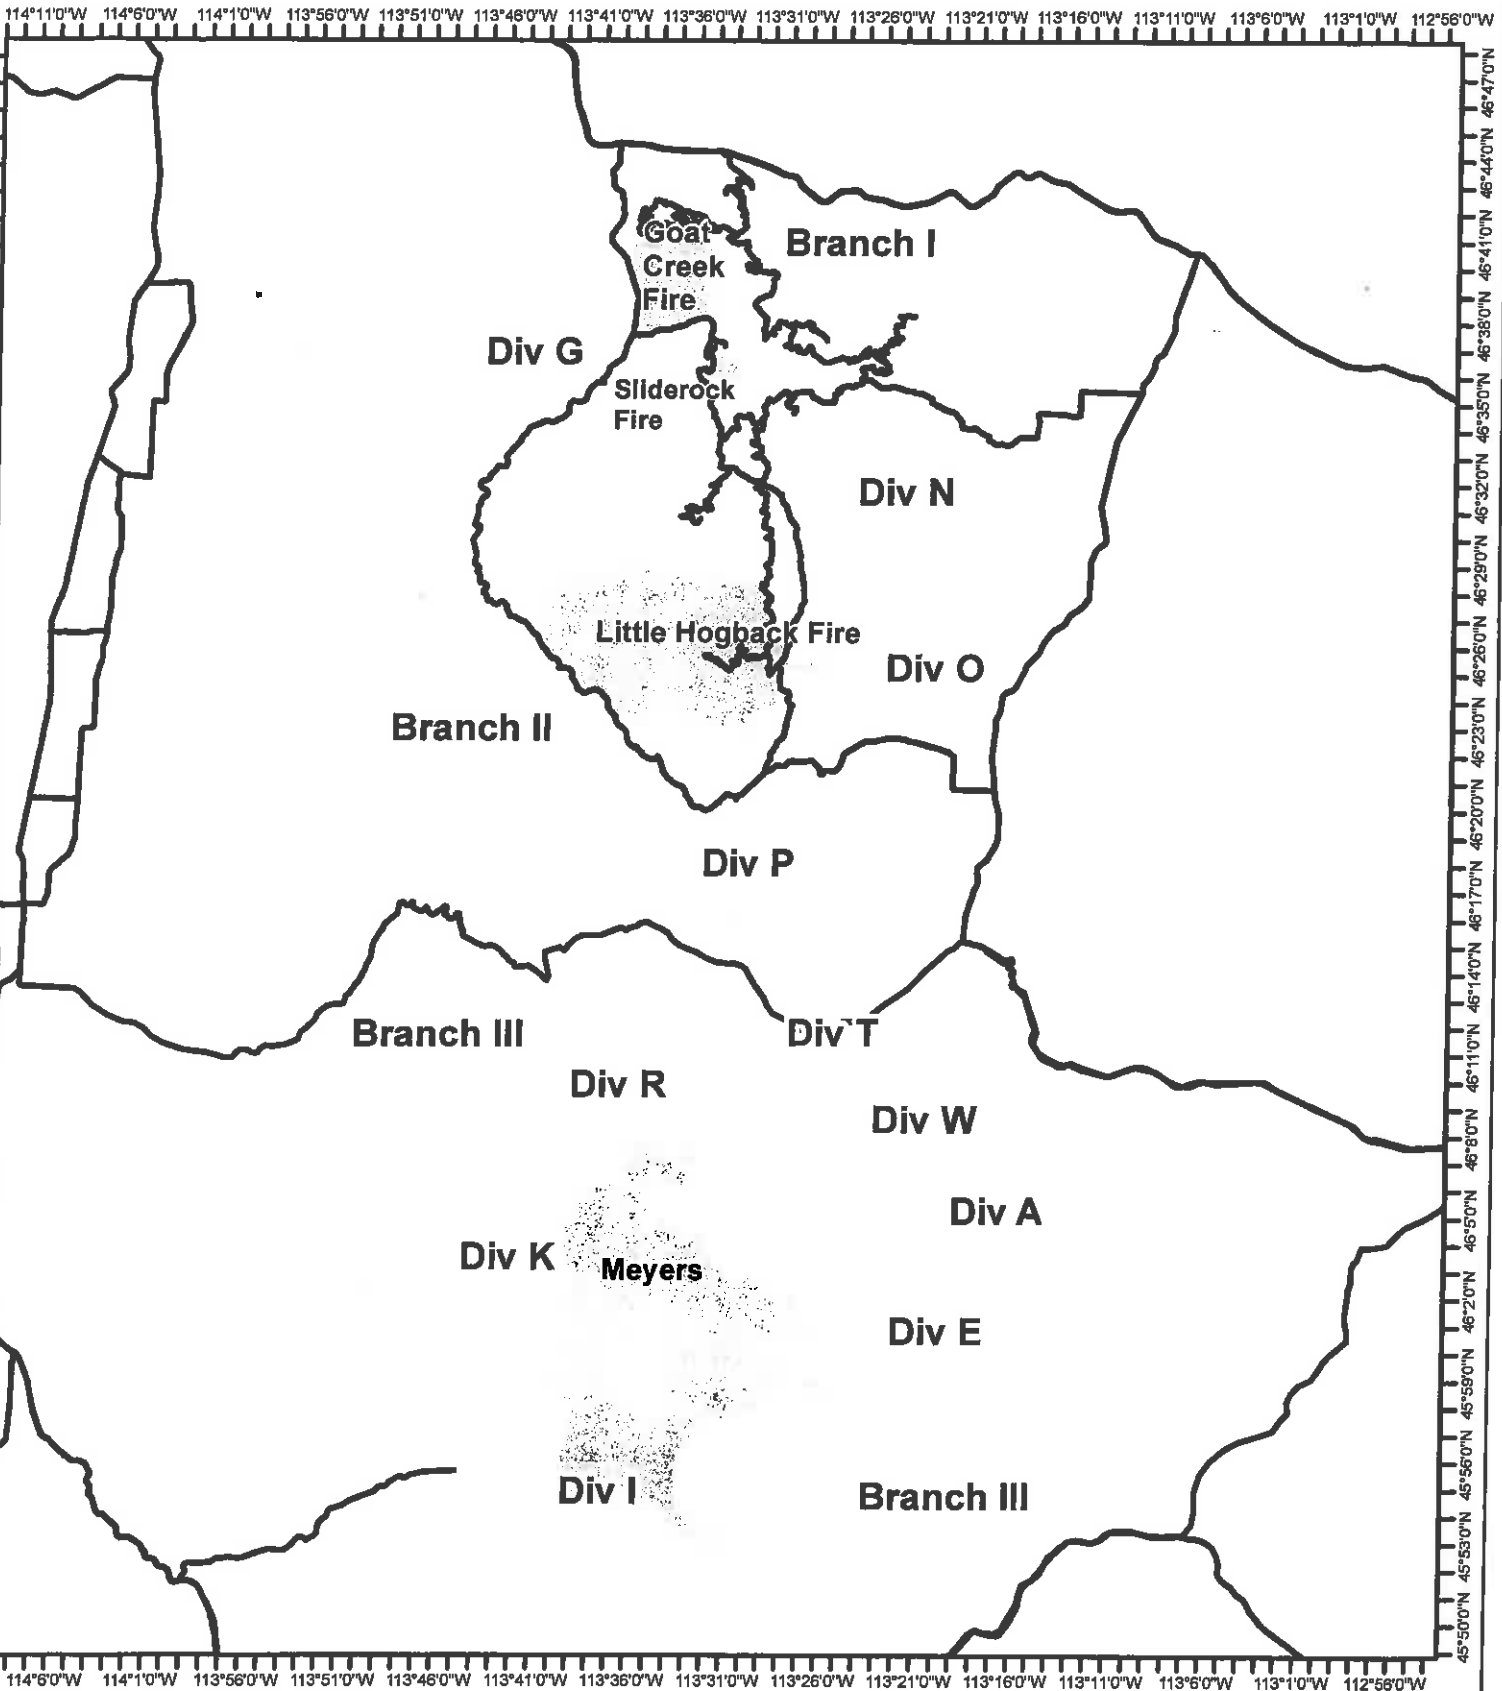 114°11'0"W 114°6'0"W 114°1'0"W 113°56'0"W 113°51'0"W 113°46'0"W 113°41'0"W 113°36'0"W 113°31'0"W 113°26'0"W 113°21'0"W 113°16'0"W 113°11'0"W 113°6'0"W 113°1'0"W 112°56'0"W
46°47'0"N
46°44'0"N
46°41'0"N
46°38'0"N
46°35'0"N
46°32'0"N
46°29'0"N
46°26'0"N
46°23'0"N
46°20'0"N
46°17'0"N
46°14'0"N
46°11'0"N
46°8'0"N
46°5'0"N
46°2'0"N
45°59'0"N
45°56'0"N
45°53'0"N
45°50'0"N
Goat
Creek
Fire
Branch I
Div G
Sliderock
Fire
Div N
Little Hogback Fire
Div O
Branch II
Div P
Branch III
Div T
Div R
Div W
Div A
Div K
Meyers
Div E
Div I
Branch III
114°6'0"W 114°1'0"W 113°56'0"W 113°51'0"W 113°46'0"W 113°41'0"W 113°36'0"W 113°31'0"W 113°26'0"W 113°21'0"W 113°16'0"W 113°11'0"W 113°6'0"W 113°1'0"W 112°56'0"W